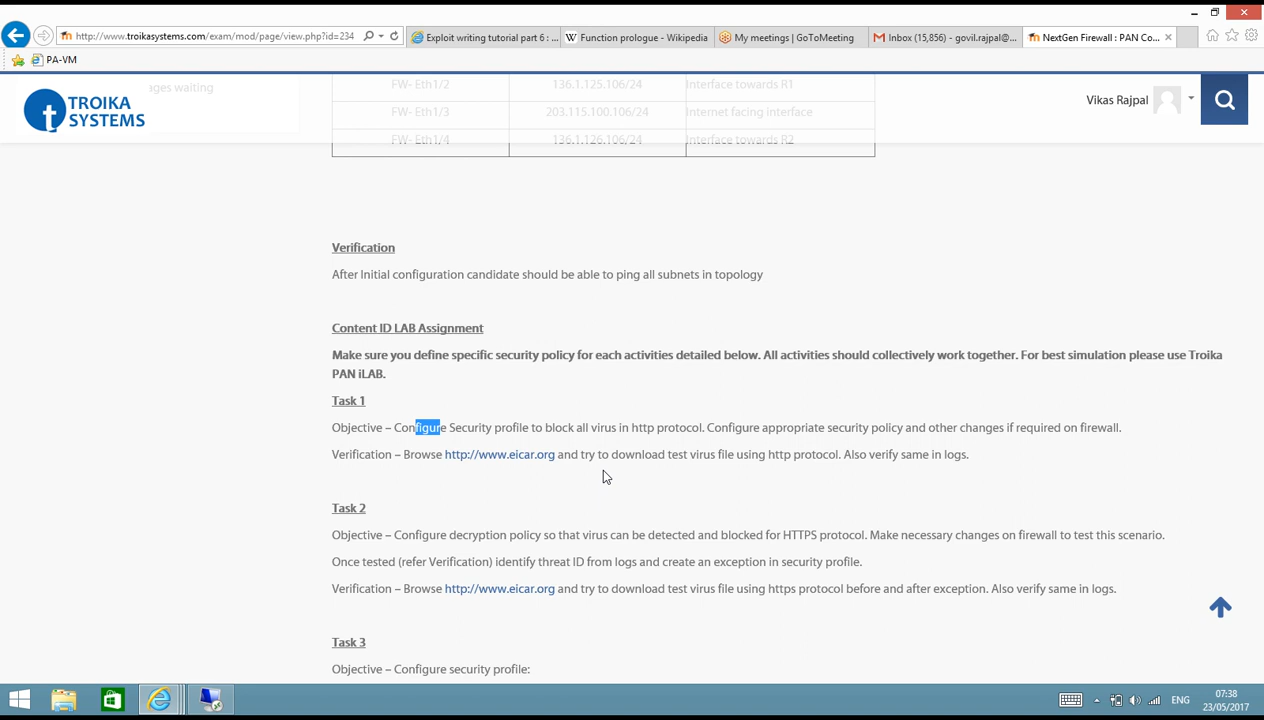 http://www.troikasystems.com/exam/mod/page/view.php?id=234
Exploit writing tutorial part 6 : ...
Function prologue - Wikipedia
My meetings | GoToMeeting
Inbox (15,856) - govil.rajpal@...
NextGen Firewall : PAN Co...
PA-VM
ages waiting
TROIKA
SYSTEMS
Vikas Rajpal
FW- Eth1/2 136.1.125.106/24 Interface towards R1
FW- Eth1/3 203.115.100.106/24 Internet facing interface
FW- Eth1/4 136.1.126.106/24 Interface towards R2
Verification
After Initial configuration candidate should be able to ping all subnets in topology
Content ID LAB Assignment
Make sure you define specific security policy for each activities detailed below. All activities should collectively work together. For best simulation please use Troika
PAN iLAB.
Task 1
Objective – Configure Security profile to block all virus in http protocol. Configure appropriate security policy and other changes if required on firewall.
Verification – Browse http://www.eicar.org and try to download test virus file using http protocol. Also verify same in logs.
Task 2
Objective – Configure decryption policy so that virus can be detected and blocked for HTTPS protocol. Make necessary changes on firewall to test this scenario.
Once tested (refer Verification) identify threat ID from logs and create an exception in security profile.
Verification – Browse http://www.eicar.org and try to download test virus file using https protocol before and after exception. Also verify same in logs.
Task 3
Objective – Configure security profile:
ENG
07:38
23/05/2017